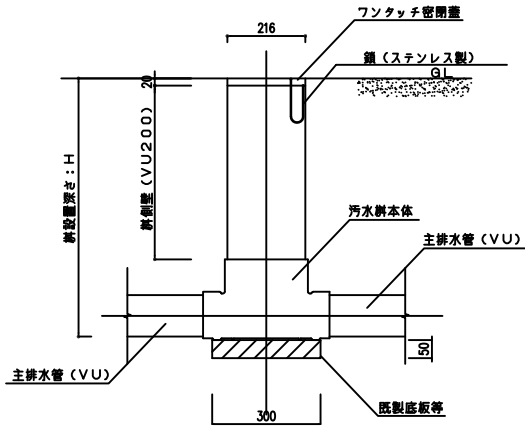 ワンタッチ密閉蓋
216
鎖（ステンレス製）
GL
20
桝設置深さ：H
桝側壁（VU200）
汚水桝本体
主排水管（VU）
50
主排水管（VU）
既製底板等
300